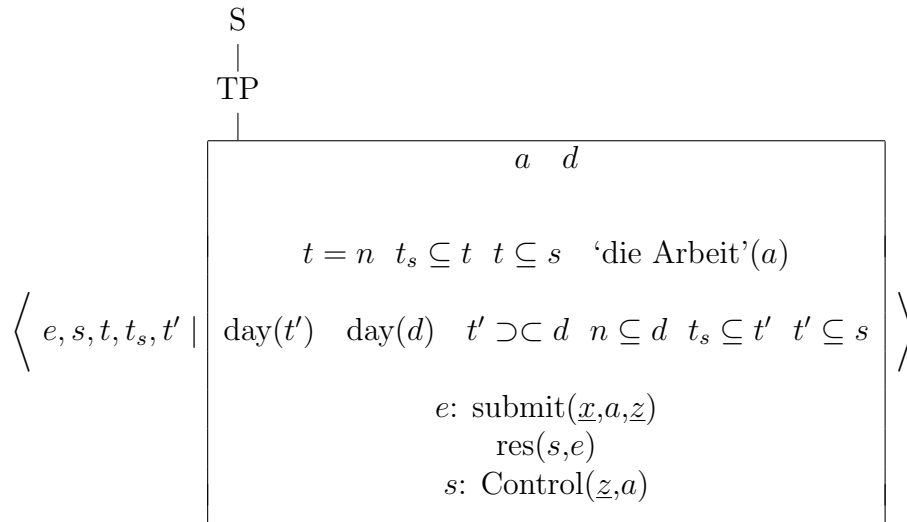 S
TP
a d
t = n t_s ⊆ t t ⊆ s ‘die Arbeit’(a)
⟨ e, s, t, t_s, t′ | day(t′) day(d) t′ ⊃⊂ d n ⊆ d t_s ⊆ t′ t′ ⊆ s ⟩
e: submit(x,a,z)
res(s,e)
s: Control(z,a)